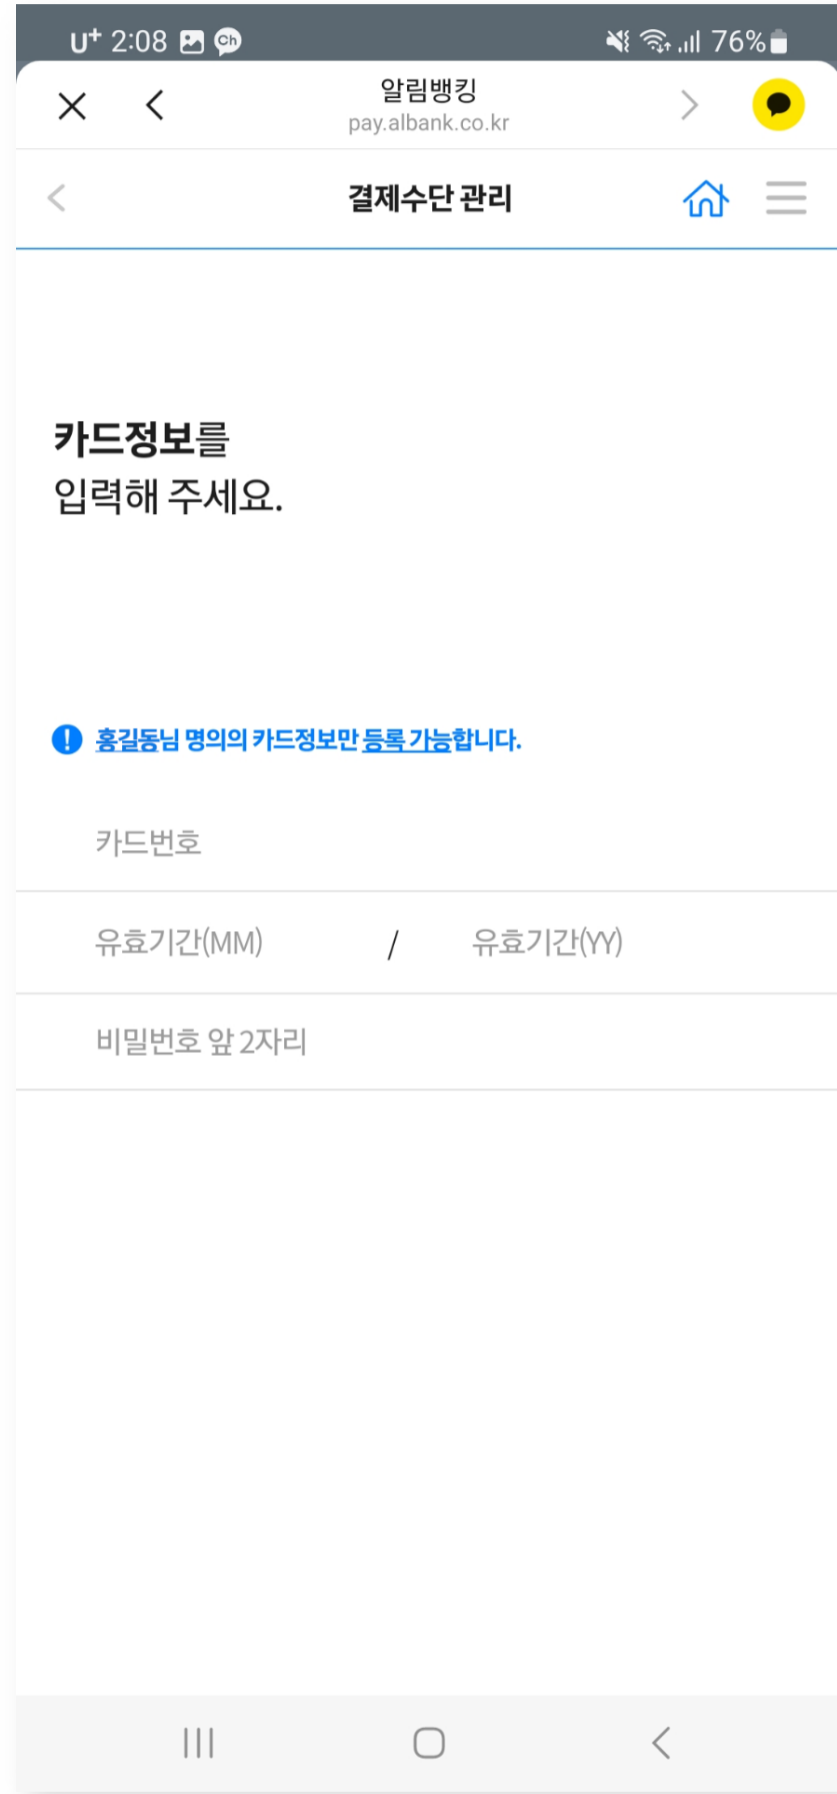 U+ 2:08 Ch 76%
알림뱅킹
pay.albank.co.kr
결제수단 관리
카드정보를
입력해 주세요.
홍길동님 명의의 카드정보만 등록 가능합니다.
카드번호
유효기간(MM) / 유효기간(YY)
비밀번호 앞 2자리